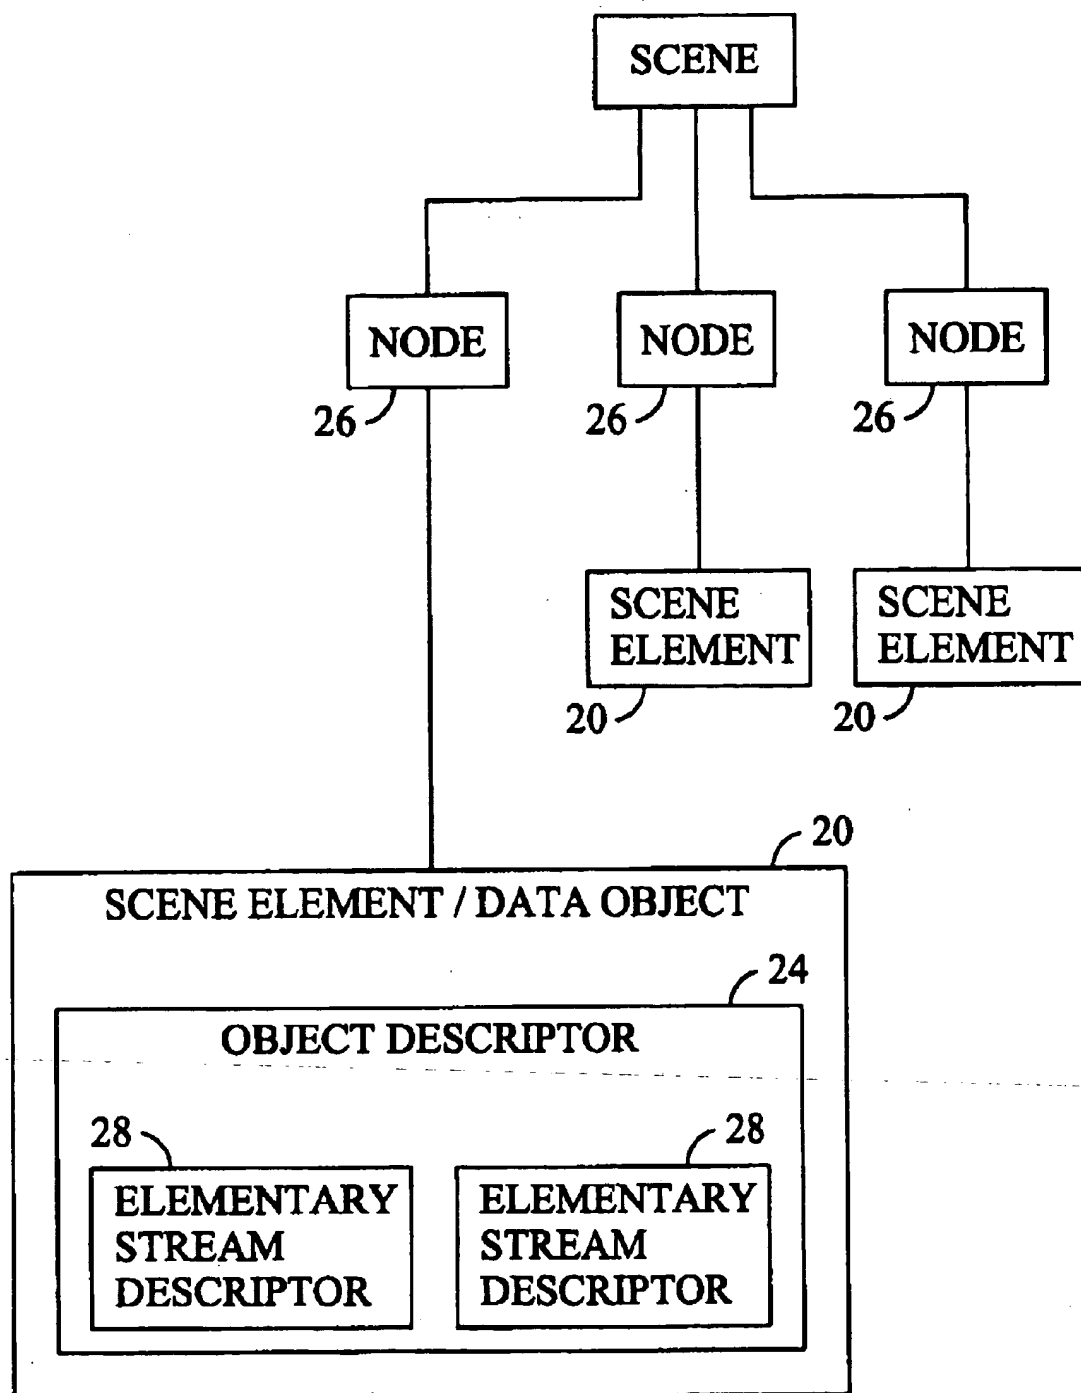 SCENE
NODE
NODE
NODE
26
26
26
SCENE
ELEMENT
SCENE
ELEMENT
20
20
20
SCENE ELEMENT / DATA OBJECT
24
OBJECT DESCRIPTOR
28
28
ELEMENTARY
STREAM
DESCRIPTOR
ELEMENTARY
STREAM
DESCRIPTOR